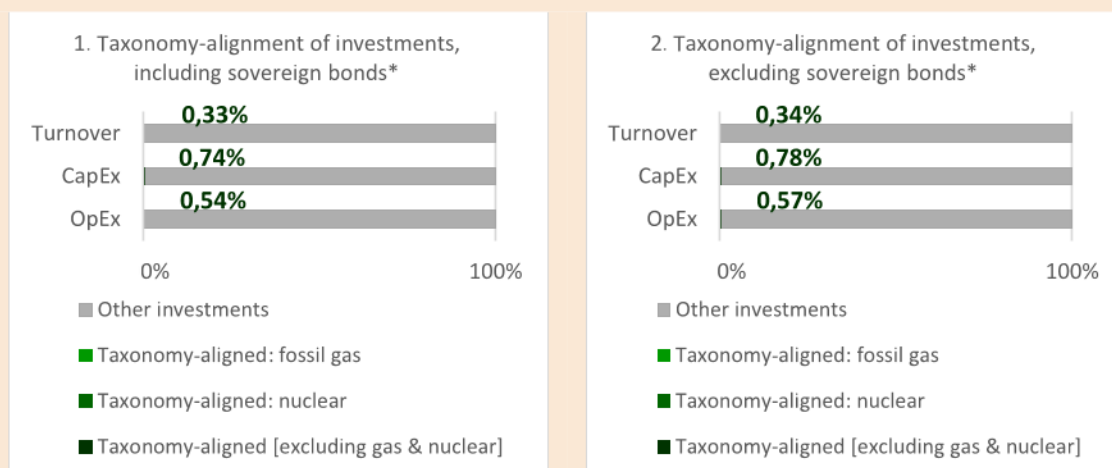 1. Taxonomy-alignment of investments,
including sovereign bonds*
0,33%
Turnover
0,74%
CapEx
0,54%
OpEx
0%
100%
Other investments
Taxonomy-aligned: fossil gas
Taxonomy-aligned: nuclear
Taxonomy-aligned [excluding gas & nuclear]
2. Taxonomy-alignment of investments,
excluding sovereign bonds*
0,34%
Turnover
0,78%
CapEx
0,57%
OpEx
0%
100%
Other investments
Taxonomy-aligned: fossil gas
Taxonomy-aligned: nuclear
Taxonomy-aligned [excluding gas & nuclear]